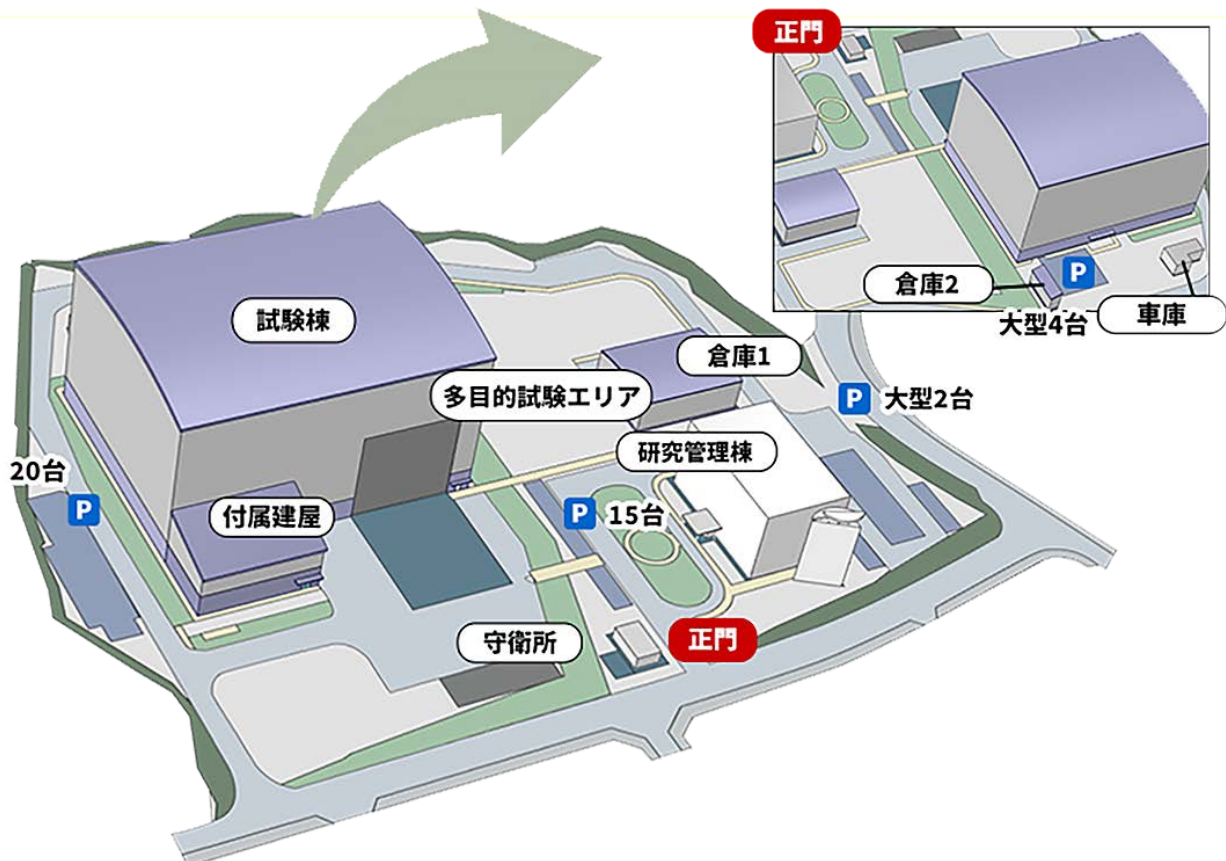 正門
倉庫2
P
大型4台
車庫
試験棟
倉庫1
多目的試験エリア
P 大型2台
研究管理棟
20台
P
付属建屋
P 15台
守衛所
正門